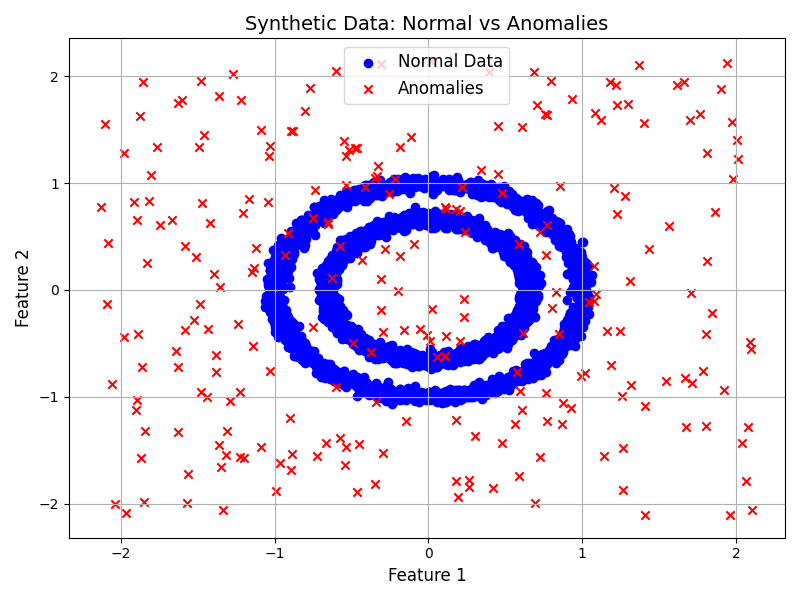 Synthetic Data: Normal vs Anomalies
Normal Data
Anomalies
2
1
0
−1
−2
Feature 2
−2
−1
0
1
2
Feature 1